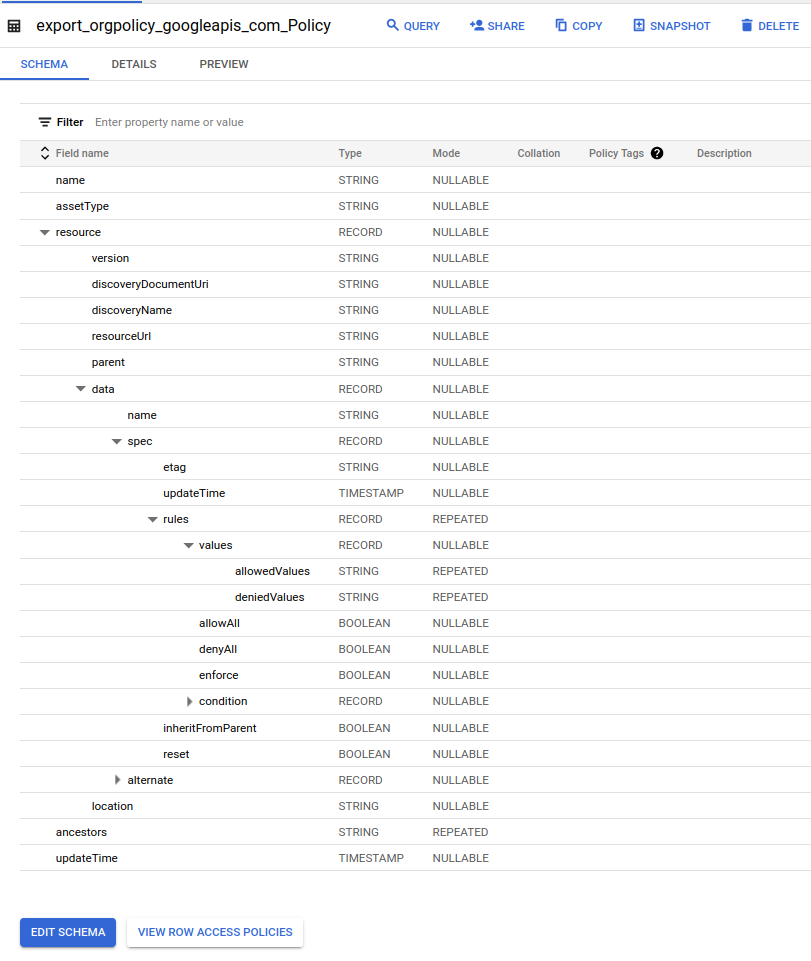 export_orgpolicy_googleapis_com_Policy QUERY SHARE COPY SNAPSHOT DELETE
SCHEMA DETAILS PREVIEW
Filter Enter property name or value
Field name Type Mode Collation Policy Tags ? Description
name STRING NULLABLE
assetType STRING NULLABLE
resource RECORD NULLABLE
version STRING NULLABLE
discoveryDocumentUri STRING NULLABLE
discoveryName STRING NULLABLE
resourceUrl STRING NULLABLE
parent STRING NULLABLE
data RECORD NULLABLE
name STRING NULLABLE
spec RECORD NULLABLE
etag STRING NULLABLE
updateTime TIMESTAMP NULLABLE
rules RECORD REPEATED
values RECORD NULLABLE
allowedValues STRING REPEATED
deniedValues STRING REPEATED
allowAll BOOLEAN NULLABLE
denyAll BOOLEAN NULLABLE
enforce BOOLEAN NULLABLE
condition RECORD NULLABLE
inheritFromParent BOOLEAN NULLABLE
reset BOOLEAN NULLABLE
alternate RECORD NULLABLE
location STRING NULLABLE
ancestors STRING REPEATED
updateTime TIMESTAMP NULLABLE
EDIT SCHEMA VIEW ROW ACCESS POLICIES